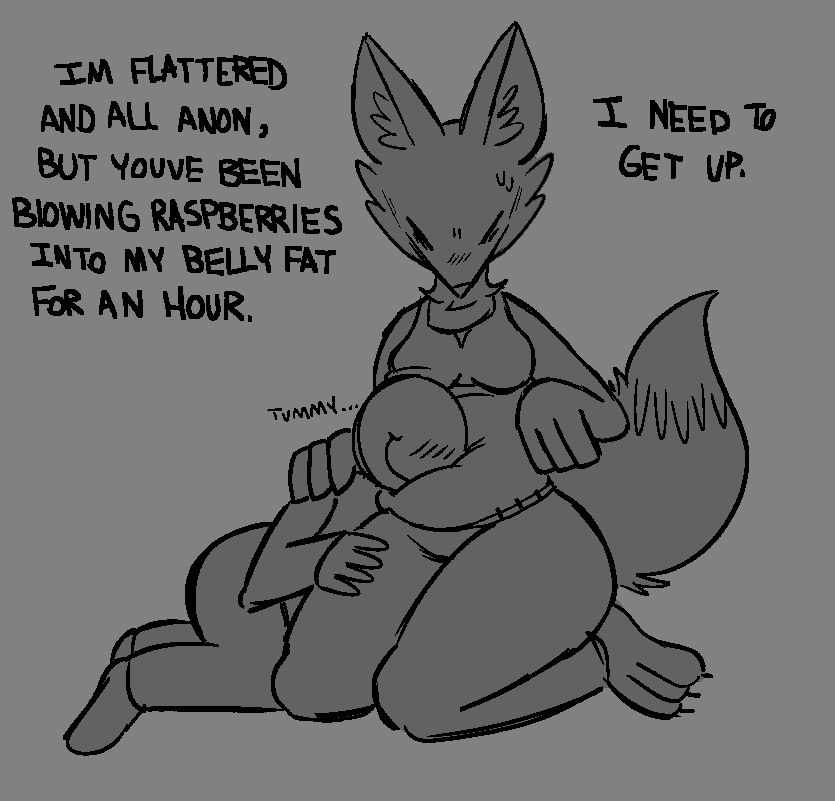 IM FLATTERED
AND ALL ANON,
BUT YOUVE BEEN
BLOWING RASPBERRIES
INTO MY BELLY FAT
FOR AN HOUR.
I NEED TO
GET UP.
TUMMY...